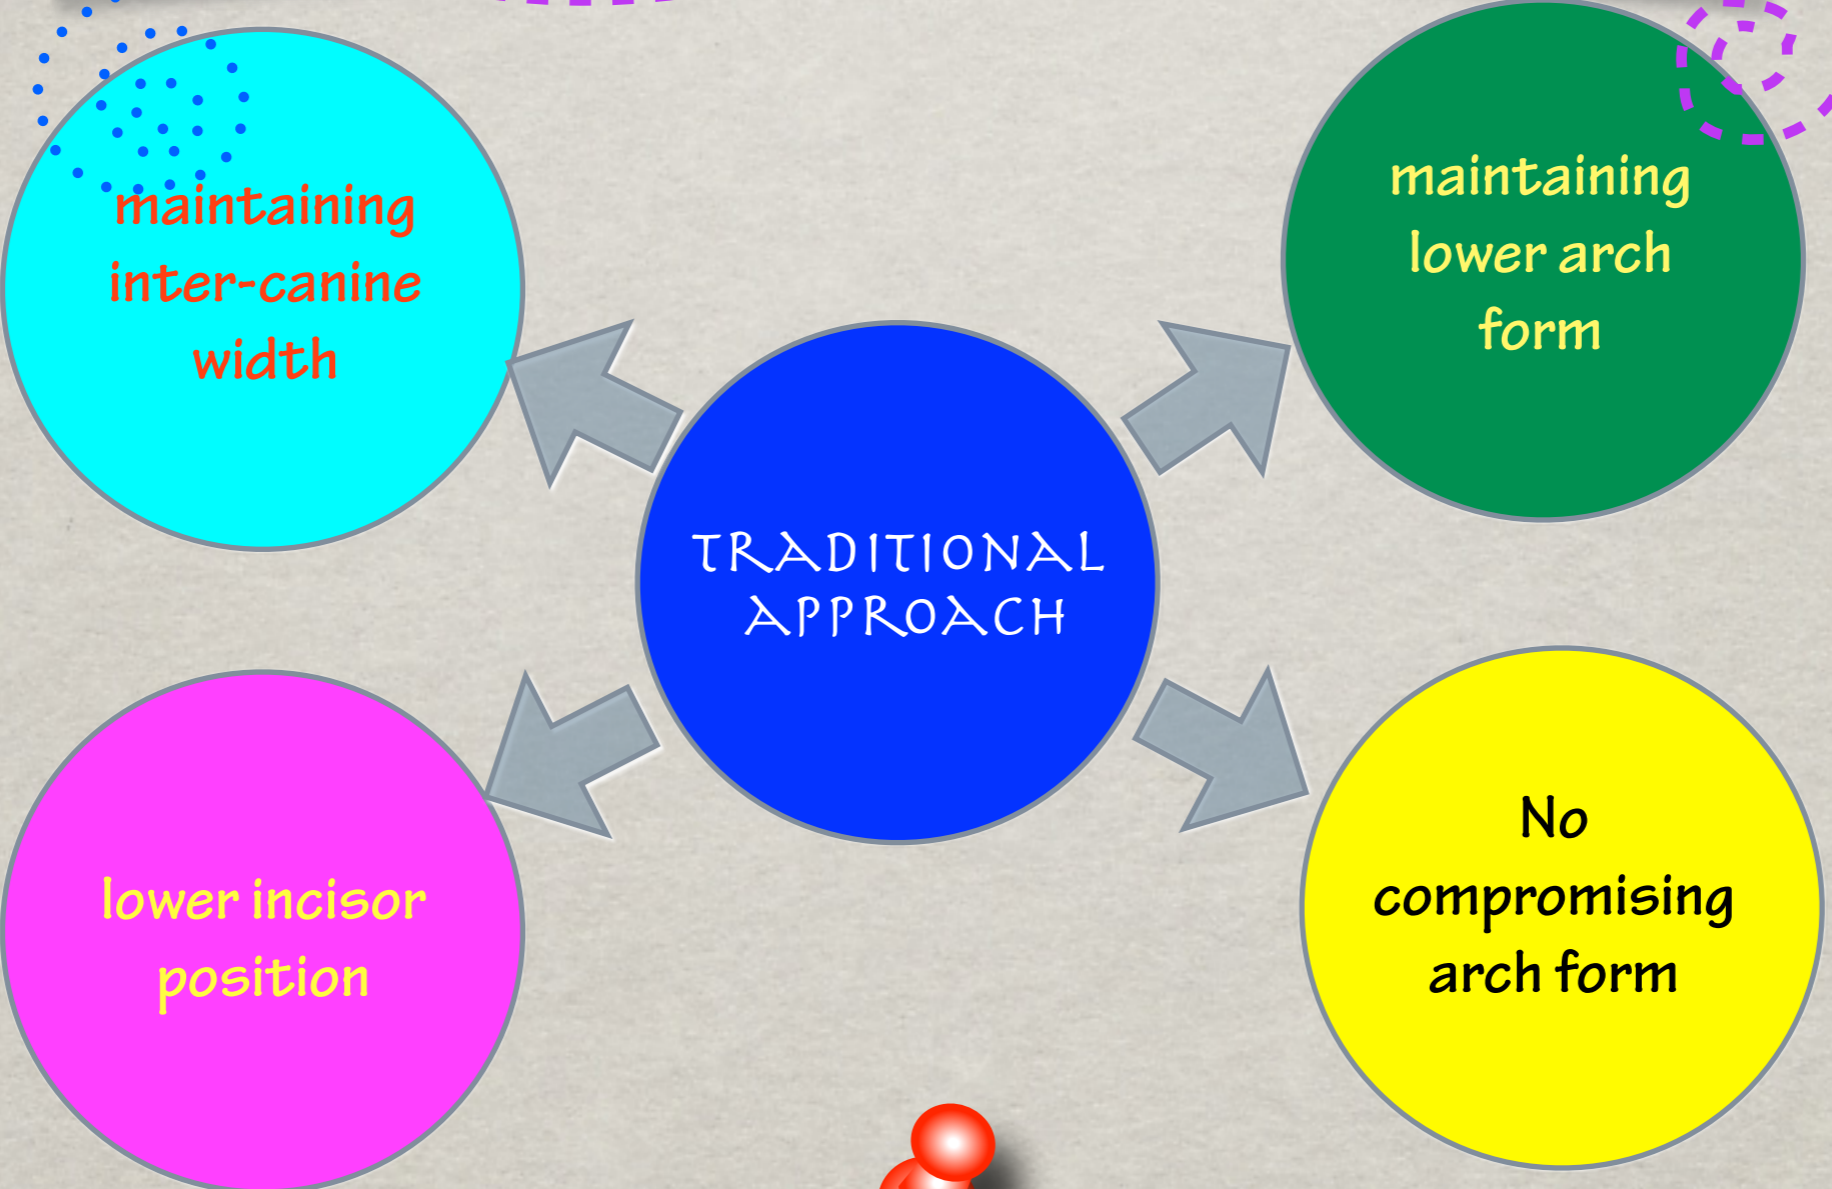 maintaining
inter-canine
width
maintaining
lower arch
form
TRADITIONAL
APPROACH
lower incisor
position
No
compromising
arch form